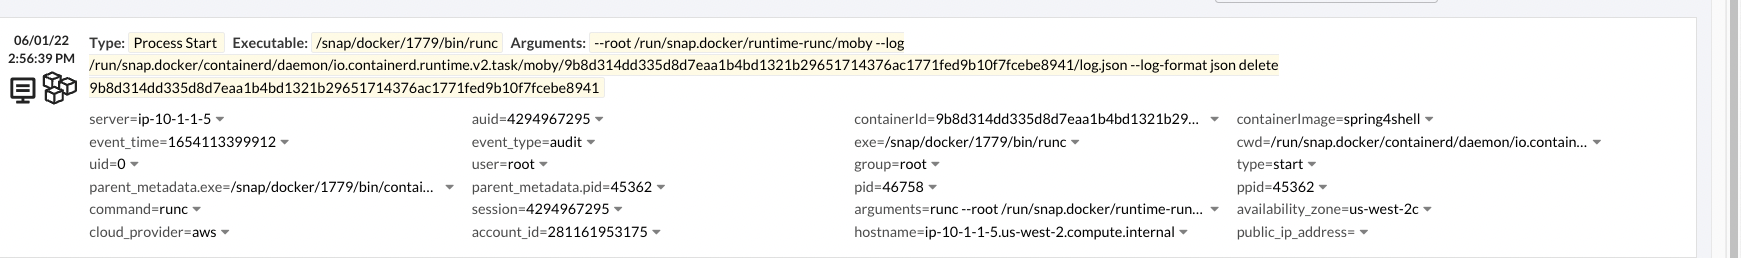 06/01/22
2:56:39 PM
Type: Process Start Executable: /snap/docker/1779/bin/runc Arguments: --root /run/snap.docker/runtime-runc/moby --log
/run/snap.docker/containerd/daemon/io.containerd.runtime.v2.task/moby/9b8d314dd335d8d7eaa1b4bd1321b29651714376ac1771fed9b10f7fcebe8941/log.json --log-format json delete
9b8d314dd335d8d7eaa1b4bd1321b29651714376ac1771fed9b10f7fcebe8941
server=ip-10-1-1-5 auid=4294967295 containerId=9b8d314dd335d8d7eaa1b4bd1321b29... containerImage=spring4shell
event_time=1654113399912 event_type=audit exe=/snap/docker/1779/bin/runc cwd=/run/snap.docker/containerd/daemon/io.contain...
uid=0 user=root group=root type=start
parent_metadata.exe=/snap/docker/1779/bin/contai... parent_metadata.pid=45362 pid=46758 ppid=45362
command=runc session=4294967295 arguments=runc --root /run/snap.docker/runtime-run... availability_zone=us-west-2c
cloud_provider=aws account_id=281161953175 hostname=ip-10-1-1-5.us-west-2.compute.internal public_ip_address=